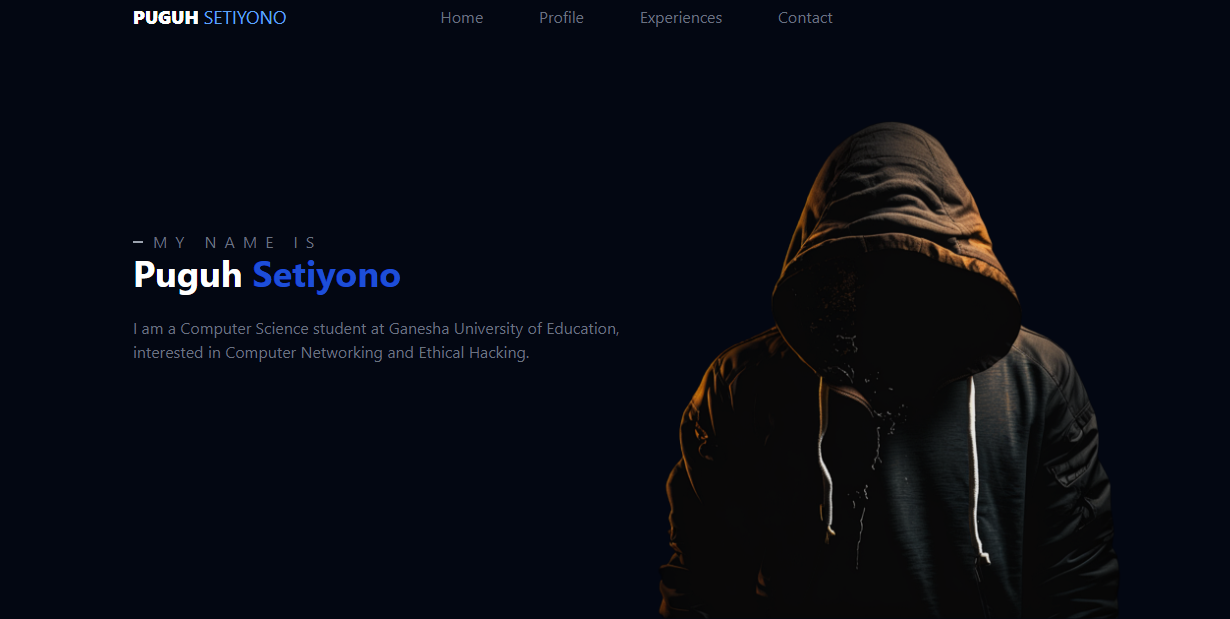 PUGUH SETIYONO
Home Profile Experiences Contact
MY NAME IS
Puguh Setiyono
I am a Computer Science student at Ganesha University of Education,
interested in Computer Networking and Ethical Hacking.